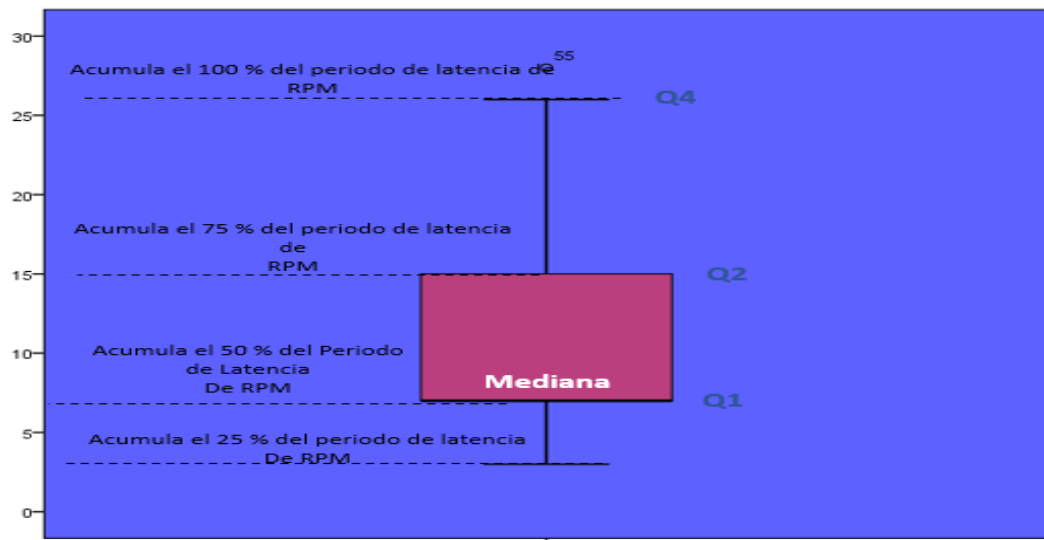 30
55
Acumula el 100 % del periodo de latencia de
RPM
Q4
25
20
Acumula el 75 % del periodo de latencia
de
RPM
15
Q2
10
Acumula el 50 % del Periodo
de Latencia
De RPM
Mediana
Q1
5
Acumula el 25 % del periodo de latencia
De RPM
0